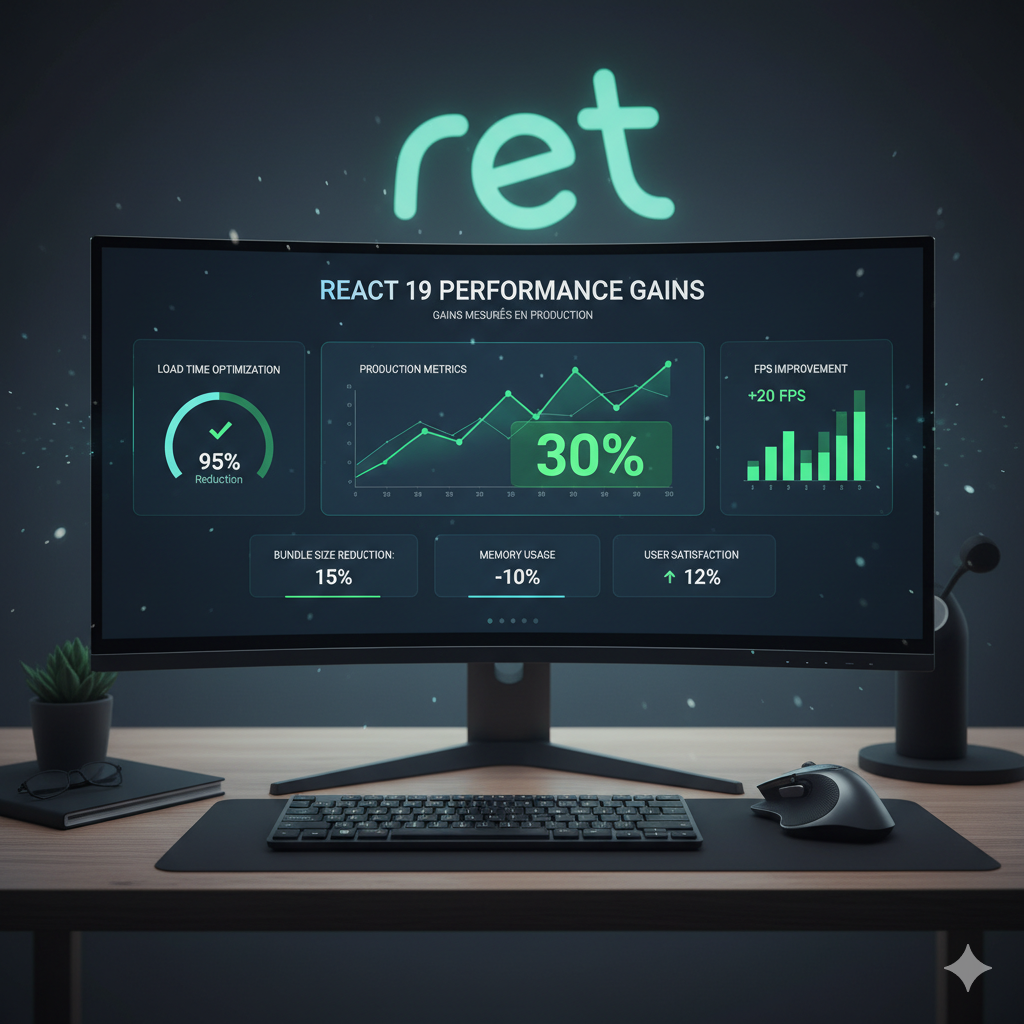 ret
REACT 19 PERFORMANCE GAINS
GAINS MESURÉS EN PRODUCTION
LOAD TIME OPTIMIZATION
95%
Reduction
PRODUCTION METRICS
30%
FPS IMPROVEMENT
+20 FPS
BUNDLE SIZE REDUCTION:
15%
MEMORY USAGE
-10%
USER SATISFACTION
↑ 12%